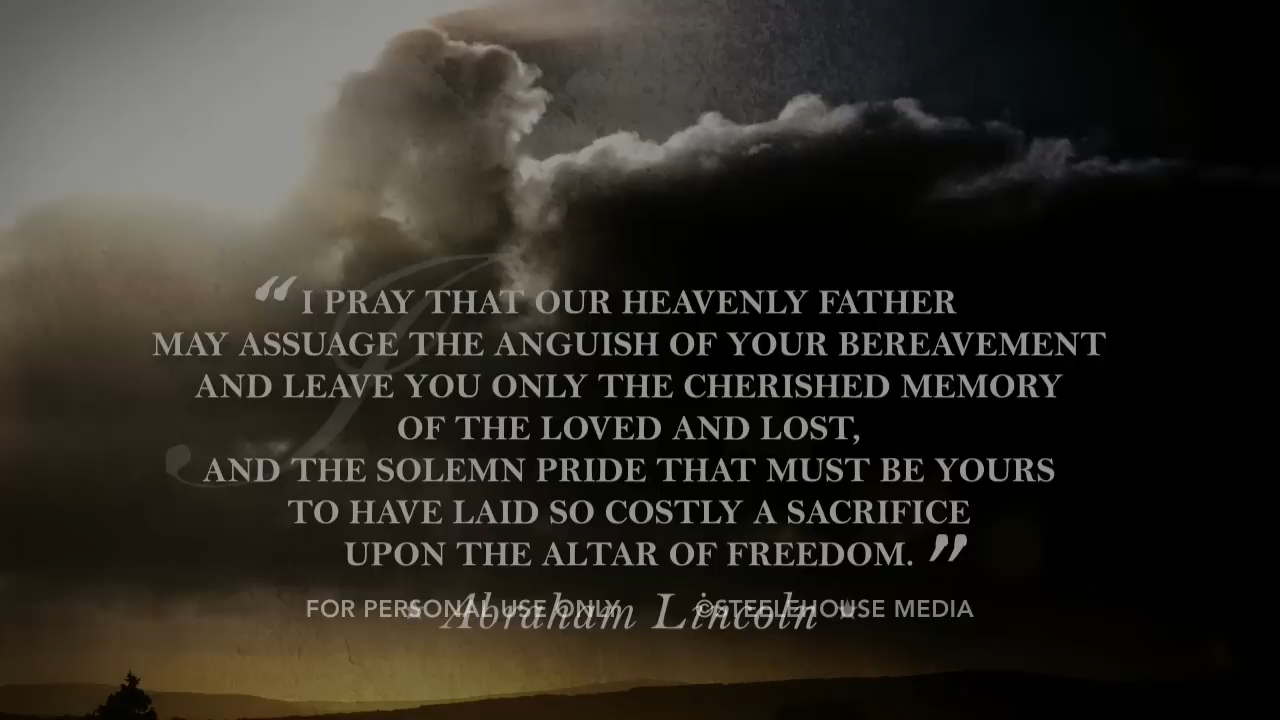 “ I PRAY THAT OUR HEAVENLY FATHER
MAY ASSUAGE THE ANGUISH OF YOUR BEREAVEMENT
AND LEAVE YOU ONLY THE CHERISHED MEMORY
OF THE LOVED AND LOST,
AND THE SOLEMN PRIDE THAT MUST BE YOURS
TO HAVE LAID SO COSTLY A SACRIFICE
UPON THE ALTAR OF FREEDOM. ”
Abraham Lincoln
FOR PERSONAL USE ONLY ©STEELEHOUSE MEDIA